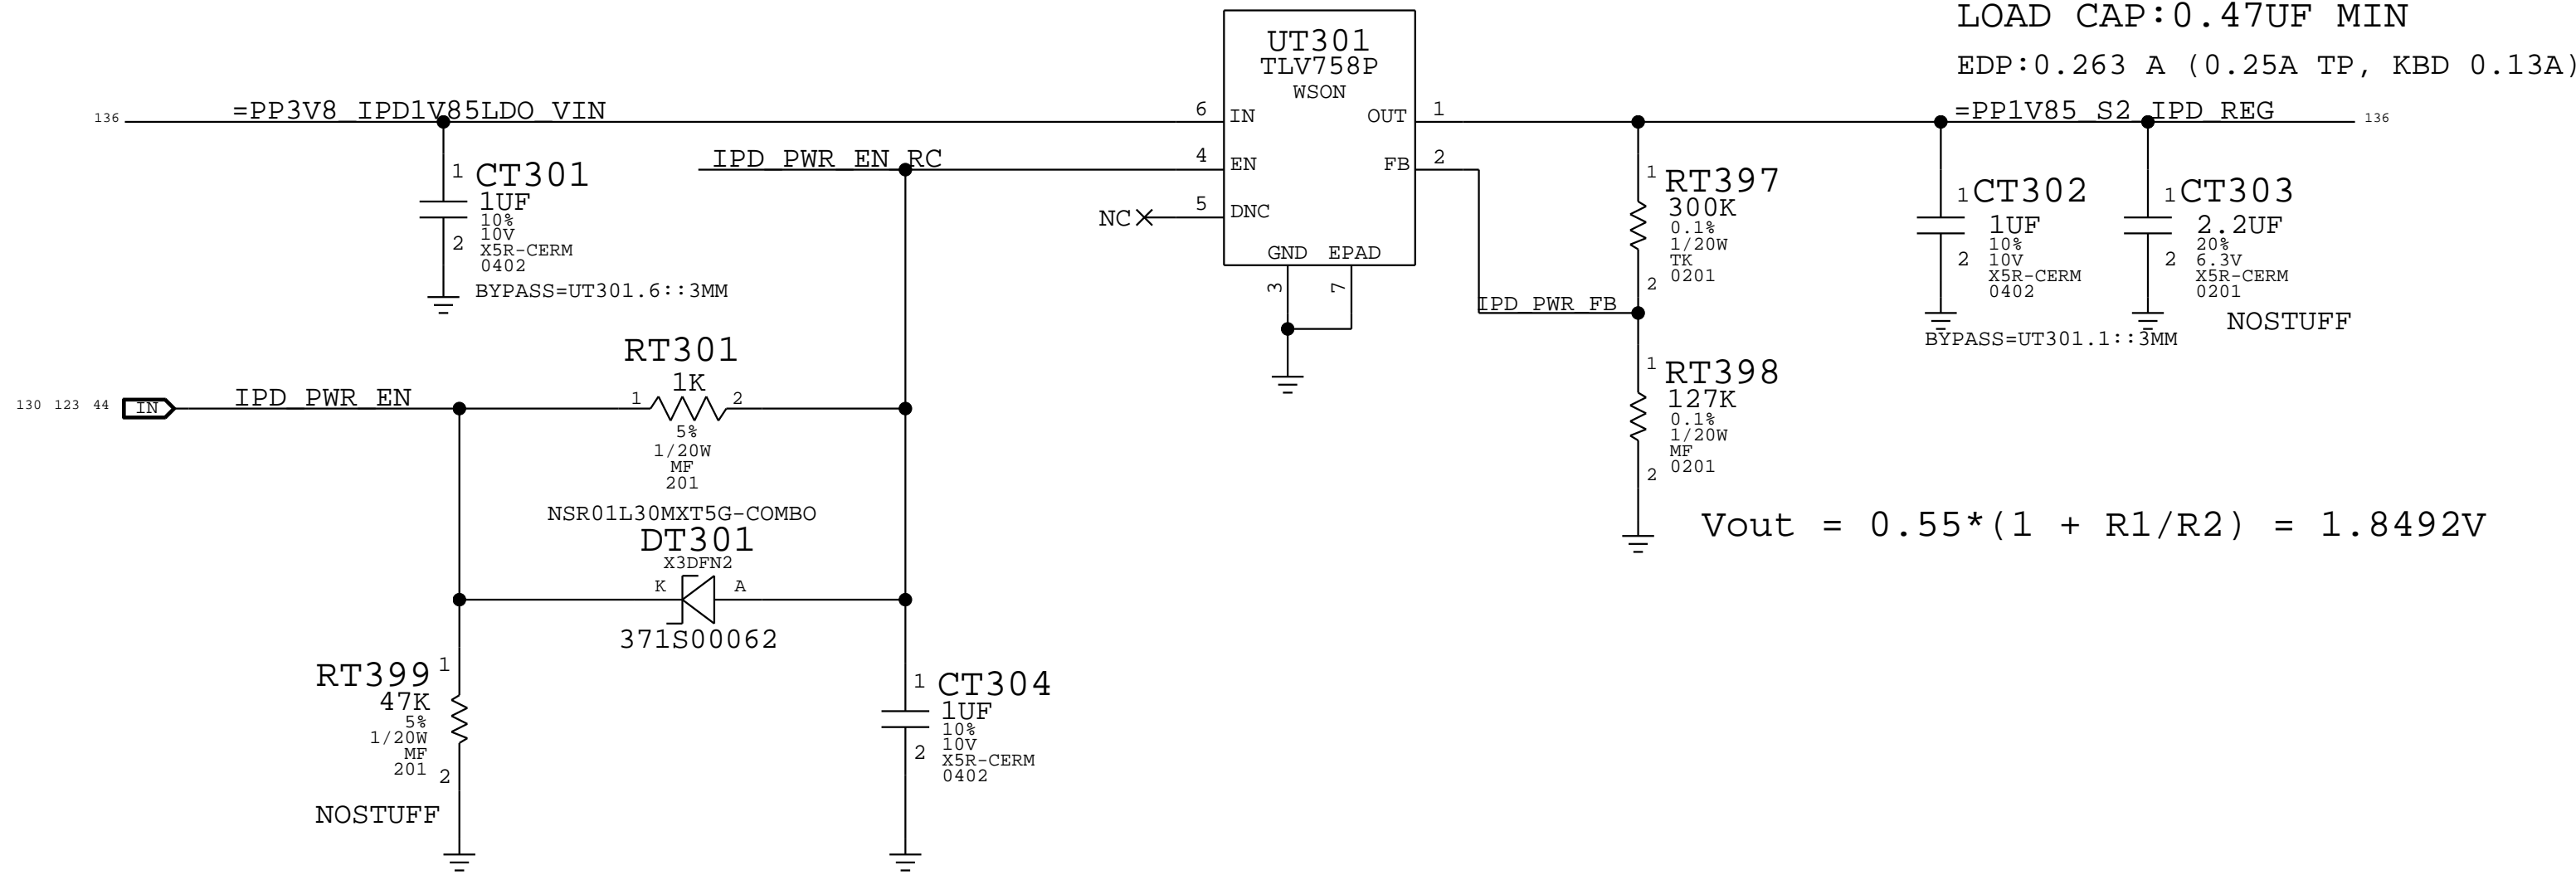 LOAD CAP:0.47UF MIN
EDP:0.263 A (0.25A TP, KBD 0.13A)
UT301
TLV758P
WSON
136
=PP3V8_IPD1V85LDO_VIN
6
IN
OUT
1
=PP1V85_S2_IPD_REG
136
IPD_PWR_EN_RC
4
EN
FB
2
NC
5
DNC
GND
EPAD
3
7
1
CT301
1UF
10%
10V
2
X5R-CERM
0402
BYPASS=UT301.6::3MM
1
RT397
300K
0.1%
1/20W
TK
0201
2
IPD_PWR_FB
1
CT302
1UF
10%
10V
2
X5R-CERM
0402
BYPASS=UT301.1::3MM
1
CT303
2.2UF
20%
6.3V
2
X5R-CERM
0201
NOSTUFF
1
RT398
127K
0.1%
1/20W
MF
0201
2
Vout = 0.55*(1 + R1/R2) = 1.8492V
130 123 44
IN
IPD_PWR_EN
RT301
1K
1
2
5%
1/20W
MF
201
NSR01L30MXT5G-COMBO
DT301
X3DFN2
K
A
371S00062
RT399
1
47K
5%
1/20W
MF
201
2
NOSTUFF
1
CT304
1UF
10%
10V
2
X5R-CERM
0402